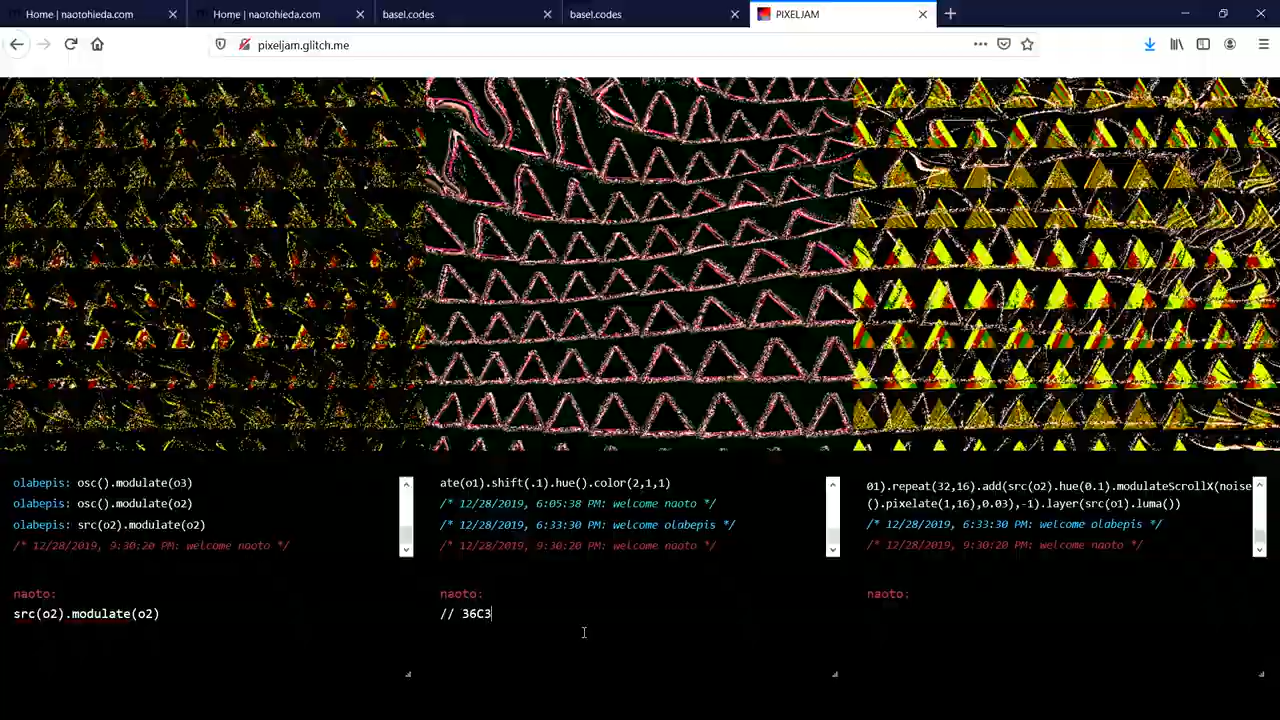 Home | naotohieda.com
Home | naotohieda.com
basel.codes
basel.codes
PIXELJAM
pixeljam.glitch.me
olabepis: osc().modulate(o3)
olabepis: osc().modulate(o2)
olabepis: src(o2).modulate(o2)
/* 12/28/2019, 9:30:20 PM: welcome naoto */
naoto:
src(o2).modulate(o2)
ate(o1).shift(.1).hue().color(2,1,1)
/* 12/28/2019, 6:05:38 PM: welcome naoto */
/* 12/28/2019, 6:33:30 PM: welcome olabepis */
/* 12/28/2019, 9:30:20 PM: welcome naoto */
naoto:
// 36C3
01).repeat(32,16).add(src(o2).hue(0.1).modulateScrollX(noise
().pixelate(1,16),0.03),-1).layer(src(o1).luma())
/* 12/28/2019, 6:33:30 PM: welcome olabepis */
/* 12/28/2019, 9:30:20 PM: welcome naoto */
naoto: